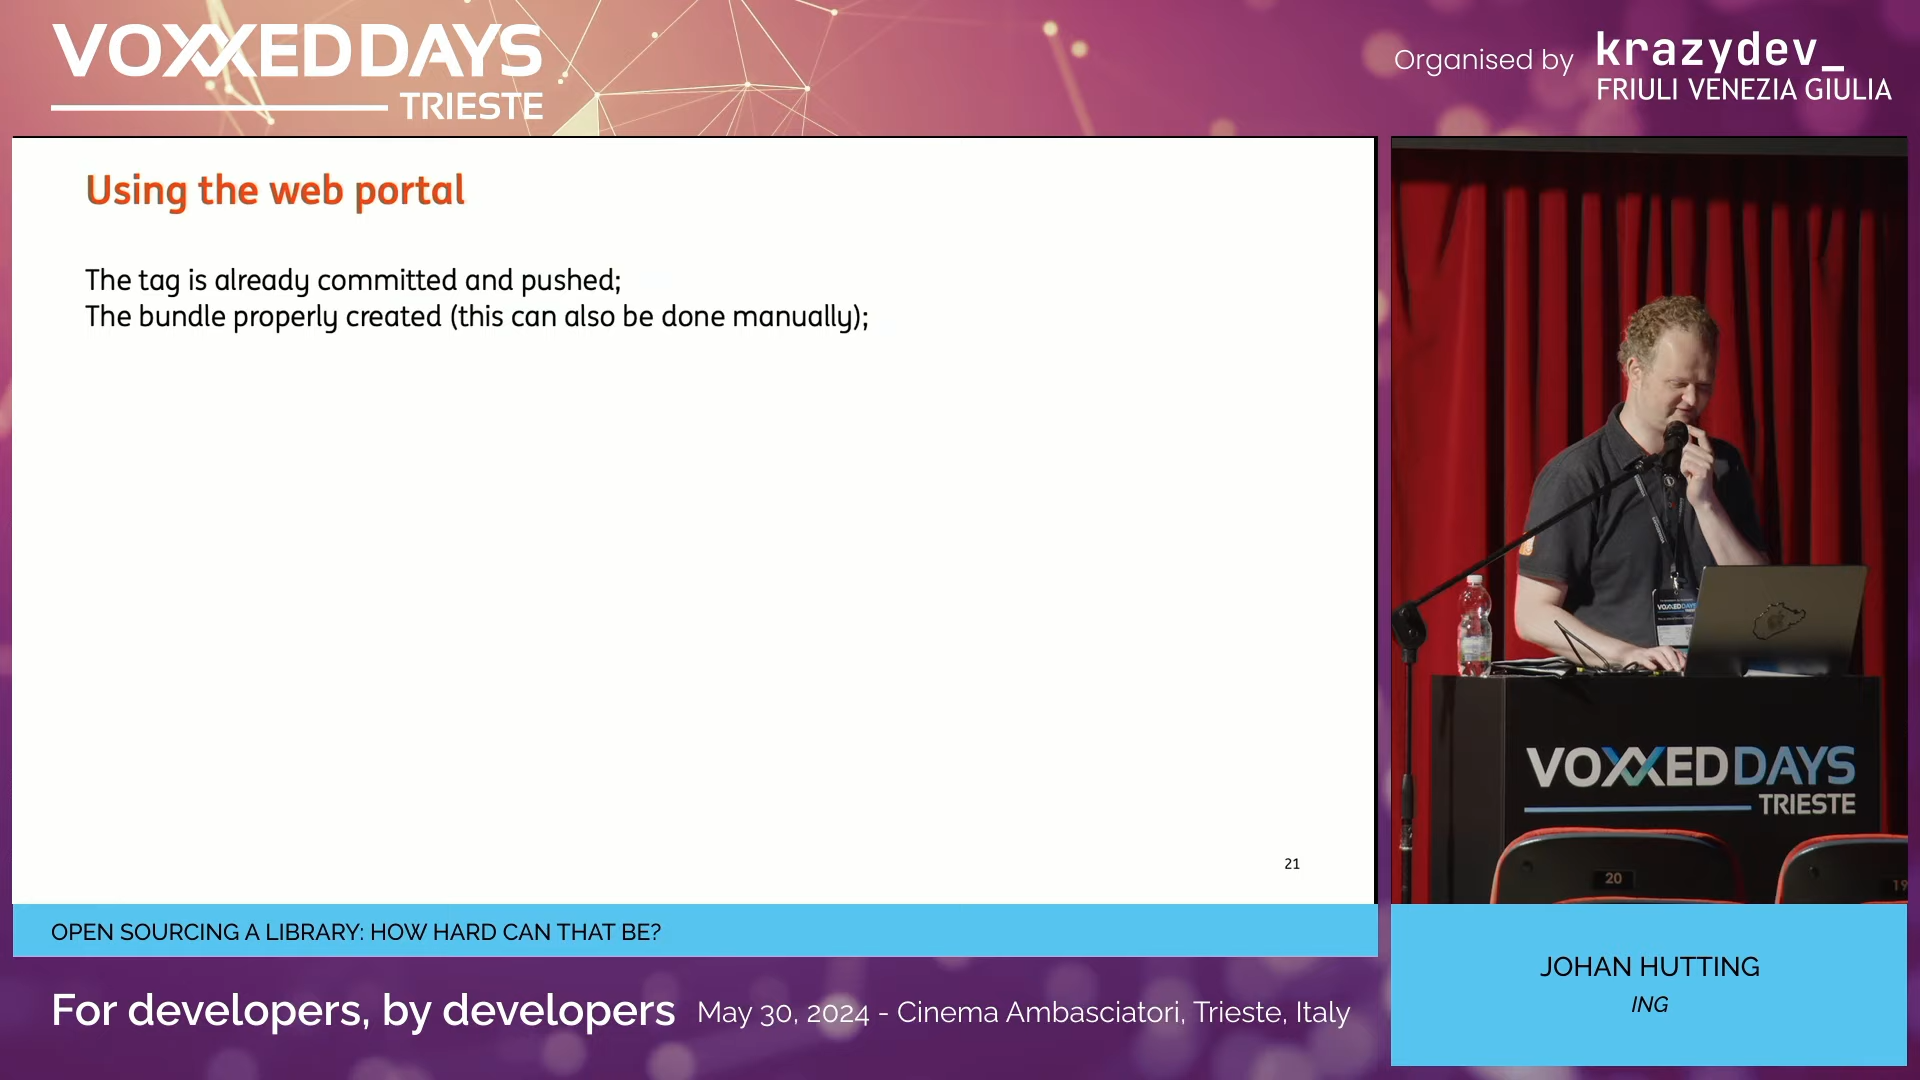 VOXXEDDAYS
TRIESTE
Organised by krazydev_
FRIULI VENEZIA GIULIA
Using the web portal
The tag is already committed and pushed;
The bundle properly created (this can also be done manually);
21
VOXXEDDAYS
VOXXEDDAYS
TRIESTE
20
19
OPEN SOURCING A LIBRARY: HOW HARD CAN THAT BE?
JOHAN HUTTING
ING
For developers, by developers May 30, 2024 - Cinema Ambasciatori, Trieste, Italy